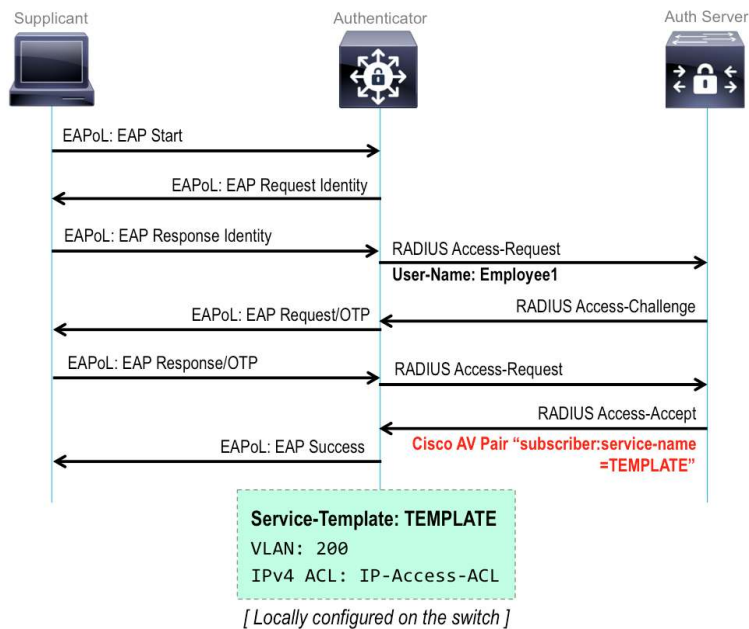 Supplicant
Authenticator
Auth Server
EAPoL: EAP Start
EAPoL: EAP Request Identity
EAPoL: EAP Response Identity
RADIUS Access-Request
User-Name: Employee1
RADIUS Access-Challenge
EAPoL: EAP Request/OTP
EAPoL: EAP Response/OTP
RADIUS Access-Request
RADIUS Access-Accept
EAPoL: EAP Success
Cisco AV Pair “subscriber:service-name
=TEMPLATE”
Service-Template: TEMPLATE
VLAN: 200
IPv4 ACL: IP-Access-ACL
[ Locally configured on the switch ]